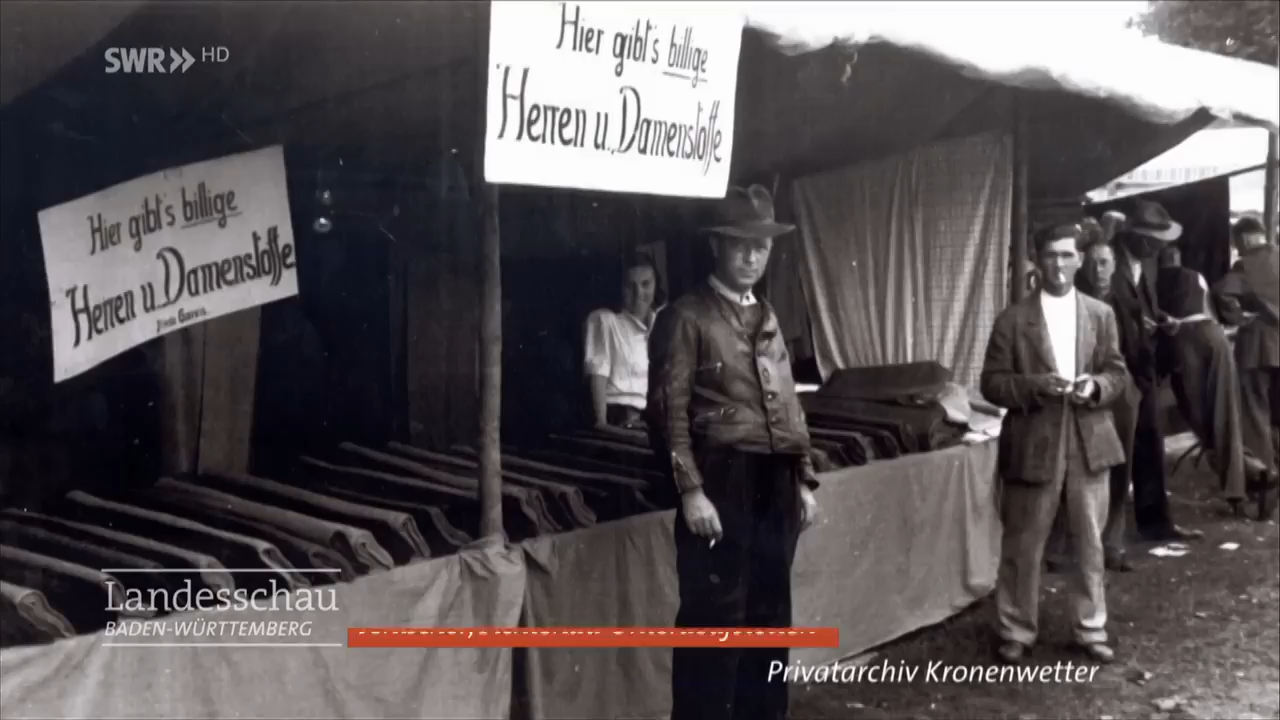 SWR HD
Hier gibt's billige
Herren u. Damenstoffe
Hier gibt's billige
Herren u. Damenstoffe
Landesschau
BADEN-WÜRTTEMBERG
Privatarchiv Kronenwetter